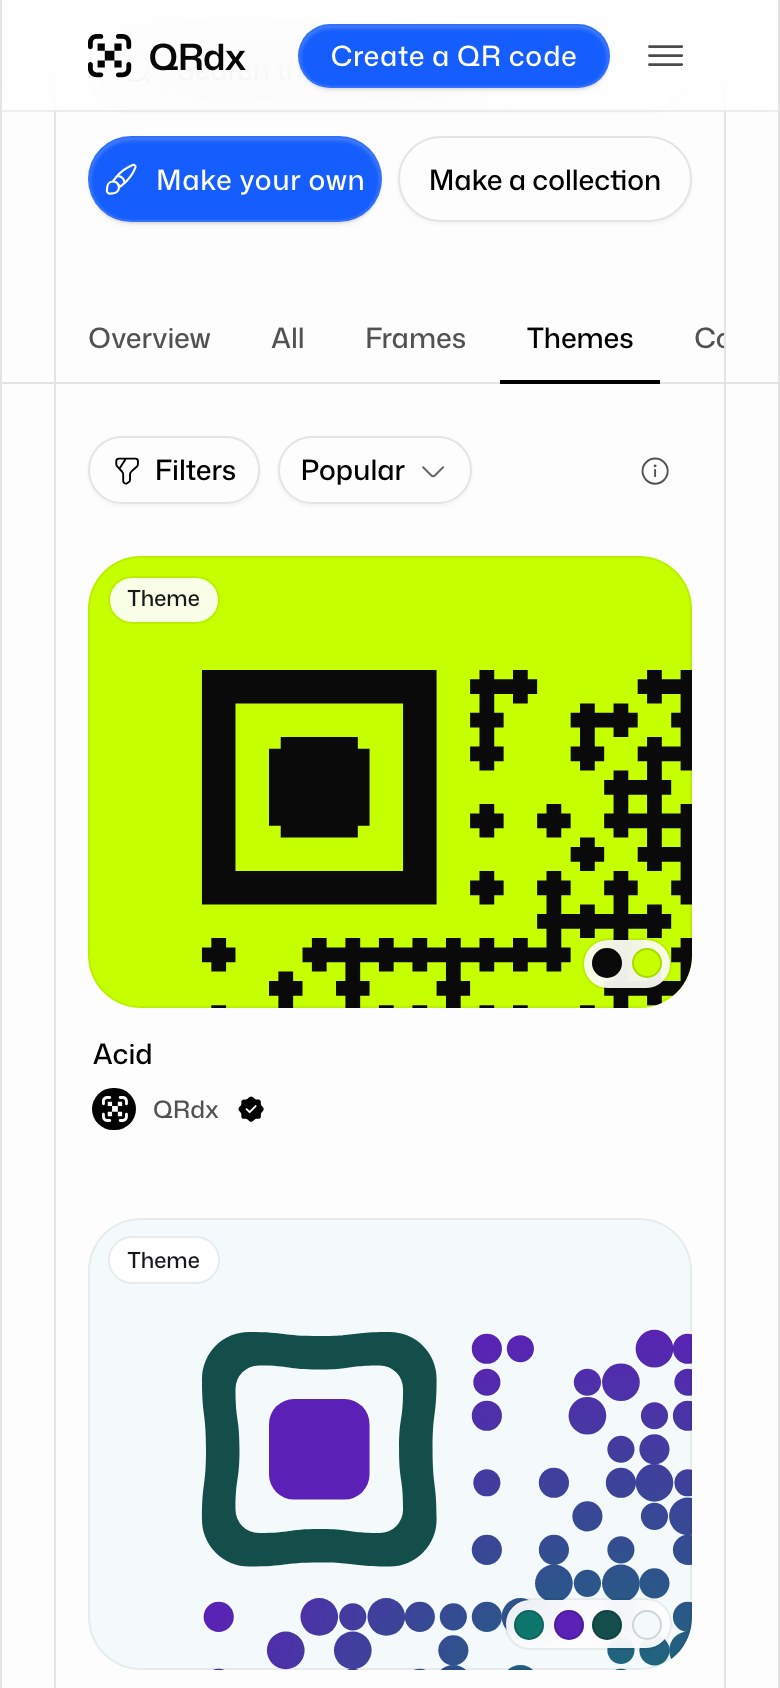 QRdx
Create a QR code
Make your own
Make a collection
Overview
All
Frames
Themes
Filters
Popular
Theme
Acid
QRdx
Theme